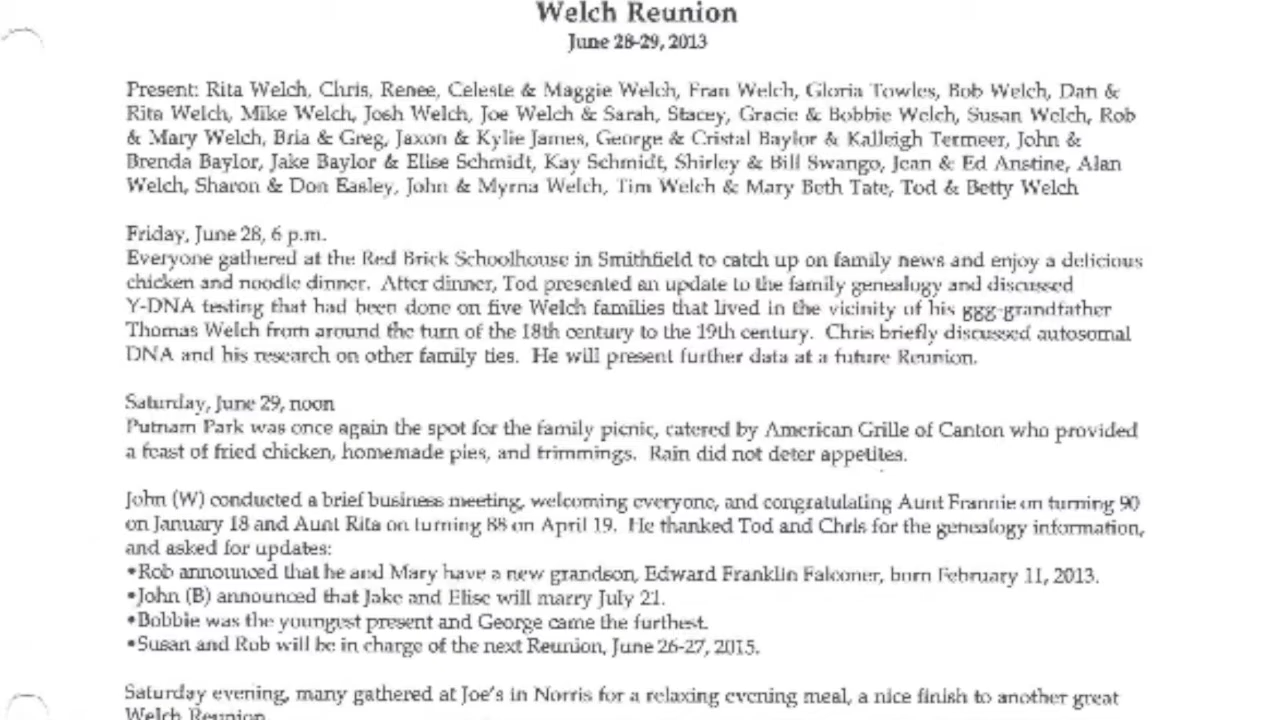 Welch Reunion
June 28-29, 2013
Present: Rita Welch, Chris, Renee, Celeste & Maggie Welch, Fran Welch, Gloria Towles, Bob Welch, Dan &
Rita Welch, Mike Welch, Josh Welch, Joe Welch & Sarah, Stacey, Gracie & Bobbie Welch, Susan Welch, Rob
& Mary Welch, Bria & Greg, Jaxon & Kylie James, George & Cristal Baylor & Kalleigh Termeer, John &
Brenda Baylor, Jake Baylor & Elise Schmidt, Kay Schmidt, Shirley & Bill Swango, Jean & Ed Anstine, Alan
Welch, Sharon & Don Easley, John & Myrna Welch, Tim Welch & Mary Beth Tate, Tod & Betty Welch
Friday, June 28, 6 p.m.
Everyone gathered at the Red Brick Schoolhouse in Smithfield to catch up on family news and enjoy a delicious
chicken and noodle dinner. After dinner, Tod presented an update to the family genealogy and discussed
Y-DNA testing that had been done on five Welch families that lived in the vicinity of his ggg-grandfather
Thomas Welch from around the turn of the 18th century to the 19th century. Chris briefly discussed autosomal
DNA and his research on other family ties. He will present further data at a future Reunion.
Saturday, June 29, noon
Putnam Park was once again the spot for the family picnic, catered by American Grille of Canton who provided
a feast of fried chicken, homemade pies, and trimmings. Rain did not deter appetites.
John (W) conducted a brief business meeting, welcoming everyone, and congratulating Aunt Frannie on turning 90
on January 18 and Aunt Rita on turning 88 on April 19. He thanked Tod and Chris for the genealogy information,
and asked for updates:
•Rob announced that he and Mary have a new grandson, Edward Franklin Falconer, born February 11, 2013.
•John (B) announced that Jake and Elise will marry July 21.
•Bobbie was the youngest present and George came the furthest.
•Susan and Rob will be in charge of the next Reunion, June 26-27, 2015.
Saturday evening, many gathered at Joe's in Norris for a relaxing evening meal, a nice finish to another great
Welch Reunion.